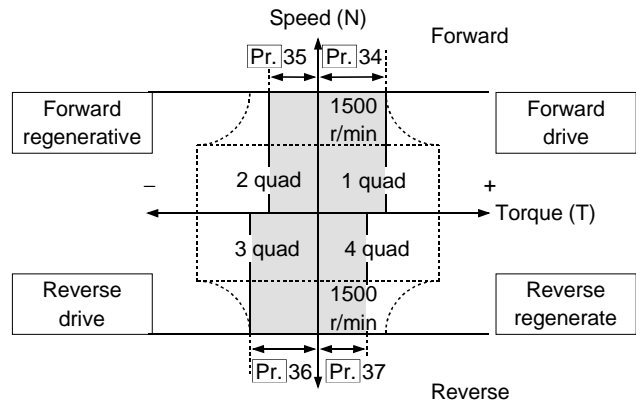 Speed (N)
Forward
Pr. 35
Pr. 34
Forward
regenerative
1500
r/min
Forward
drive
2 quad
1 quad
−
+
Torque (T)
3 quad
4 quad
Reverse
drive
1500
r/min
Reverse
regenerate
Pr. 36
Pr. 37
Reverse